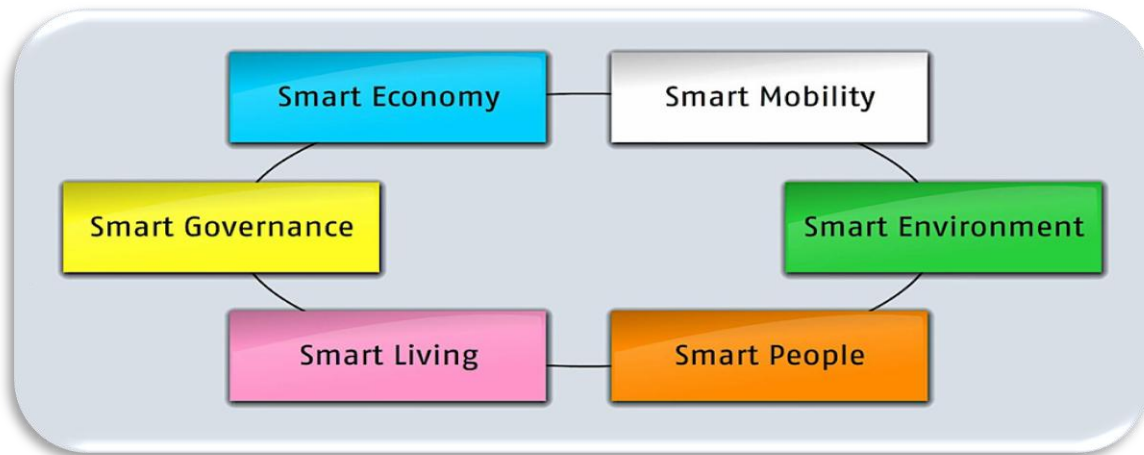 Smart Economy
Smart Mobility
Smart Governance
Smart Environment
Smart Living
Smart People